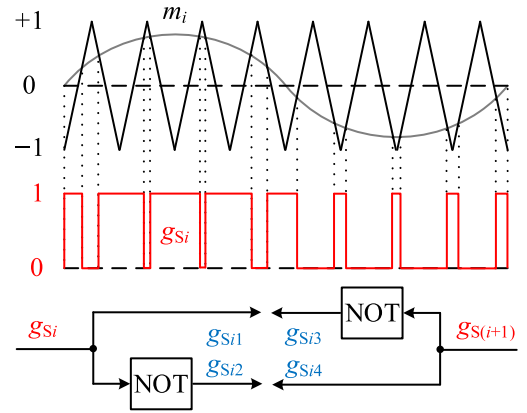 +1
m_i
0
−1
1
g_Si
0
g_Si NOT g_S(i+1)
g_Si1 g_Si3
g_Si2 g_Si4
NOT